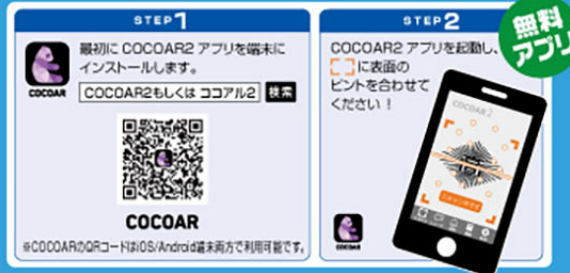 STEP 1
最初に COCOAR2 アプリを端末に
インストールします。
COCOAR
COCOAR2もしくは ココアル2 検索
COCOAR
※COCOARのQRコードはiOS/Android端末両方で利用可能です。
STEP 2
無料
アプリ
COCOAR2 アプリを起動し、
に表面の
ピントを合わせて
ください！
COCOAR2